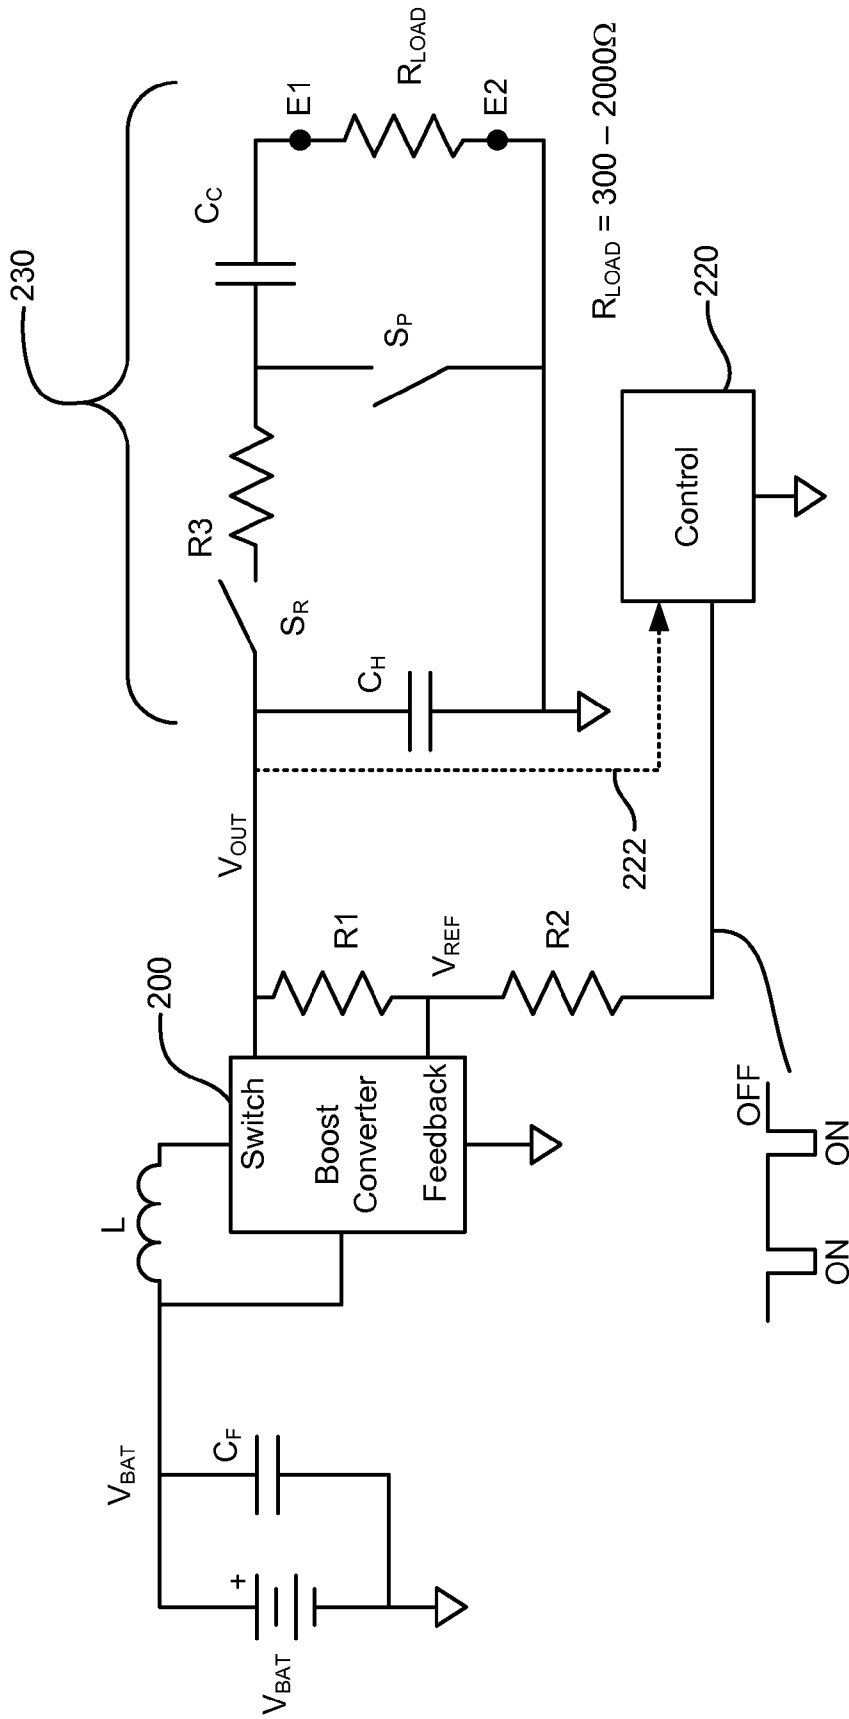 230
R3
C_C
E1
R_LOAD
E2
S_R
S_P
C_H
R_LOAD = 300 – 2000Ω
220
Control
222
V_OUT
200
R1
V_REF
R2
L
Switch
Boost
Converter
Feedback
V_BAT
C_F
+
V_BAT
OFF
ON
ON